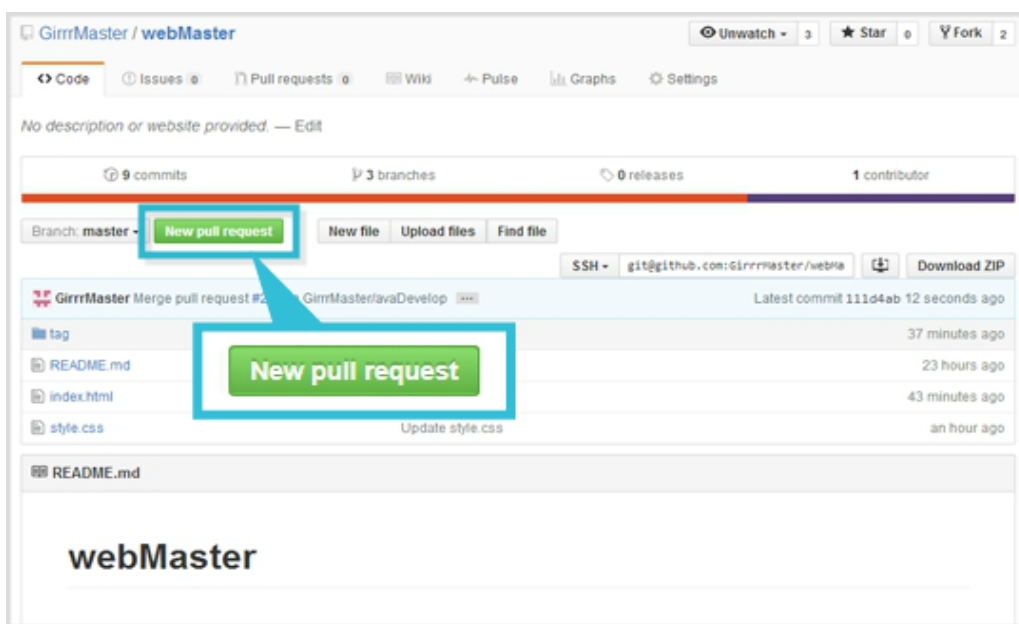 GirrrMaster / webMaster
Unwatch 3 Star 0 Fork 2
Code Issues 0 Pull requests 0 Wiki Pulse Graphs Settings
No description or website provided. — Edit
9 commits 3 branches 0 releases 1 contributor
Branch: master New pull request New file Upload files Find file
SSH git@github.com:GirrrMaster/webMa Download ZIP
GirrrMaster Merge pull request #2 GirrrMaster/avaDevelop ... Latest commit 111d4ab 12 seconds ago
tag 37 minutes ago
README.md 23 hours ago
New pull request
index.html 43 minutes ago
style.css Update style.css an hour ago
README.md
webMaster